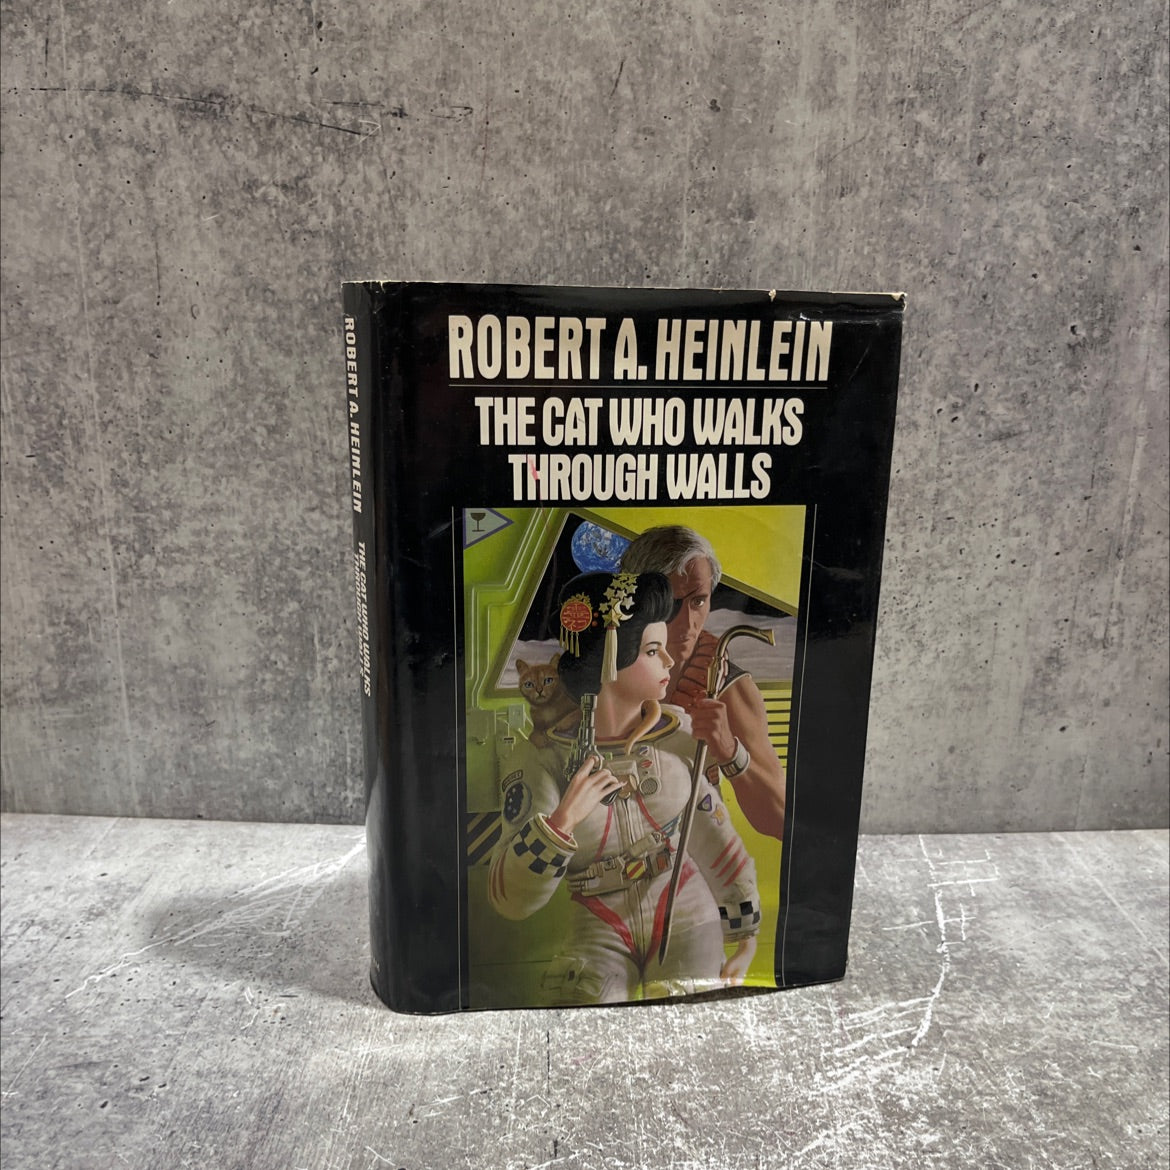 ROBERT A. HEINLEIN
THE CAT WHO WALKS
THROUGH WALLS
ROBERT A. HEINLEIN
THE CAT WHO WALKS
THROUGH WALLS